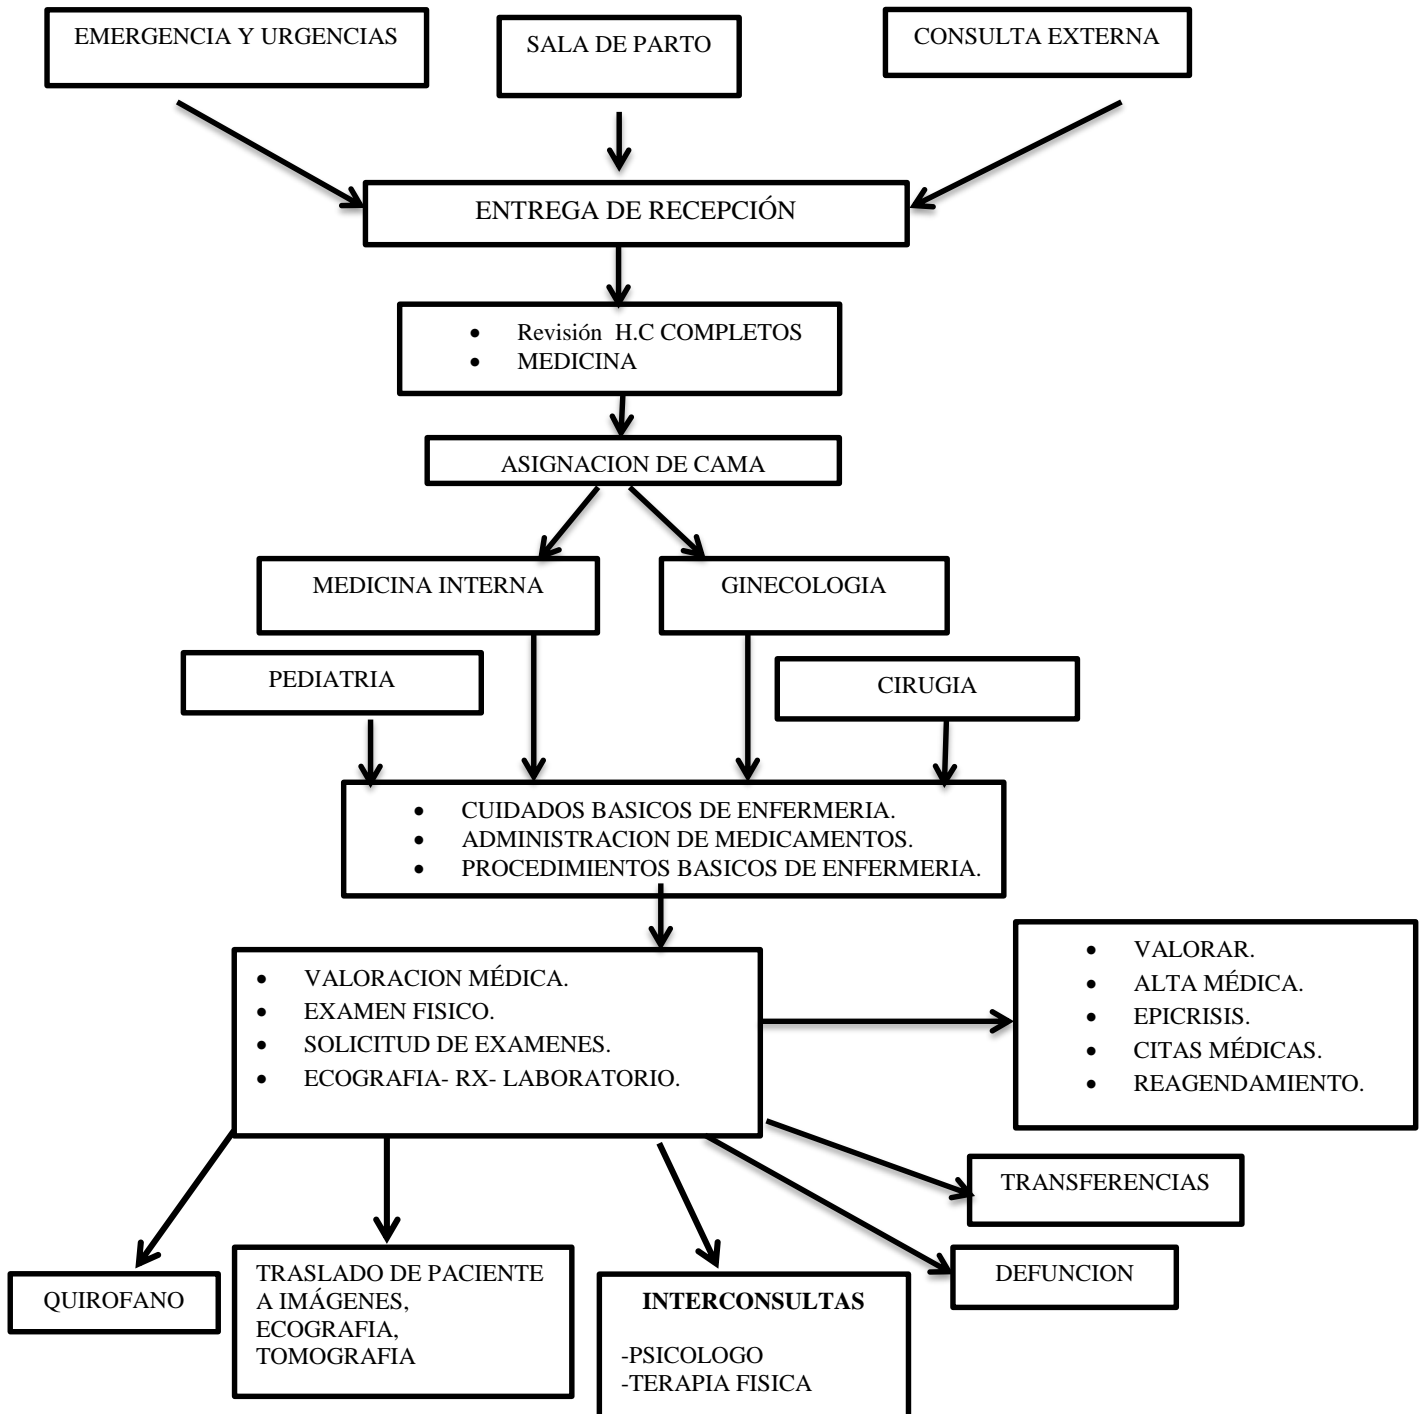 EMERGENCIA Y URGENCIAS
SALA DE PARTO
CONSULTA EXTERNA
ENTREGA DE RECEPCIÓN
• Revisión H.C COMPLETOS
• MEDICINA
ASIGNACION DE CAMA
MEDICINA INTERNA
GINECOLOGIA
PEDIATRIA
CIRUGIA
• CUIDADOS BASICOS DE ENFERMERIA.
• ADMINISTRACION DE MEDICAMENTOS.
• PROCEDIMIENTOS BASICOS DE ENFERMERIA.
• VALORACION MÉDICA.
• EXAMEN FISICO.
• SOLICITUD DE EXAMENES.
• ECOGRAFIA- RX- LABORATORIO.
• VALORAR.
• ALTA MÉDICA.
• EPICRISIS.
• CITAS MÉDICAS.
• REAGENDAMIENTO.
TRANSFERENCIAS
DEFUNCION
QUIROFANO
TRASLADO DE PACIENTE
A IMÁGENES,
ECOGRAFIA,
TOMOGRAFIA
INTERCONSULTAS
-PSICOLOGO
-TERAPIA FISICA